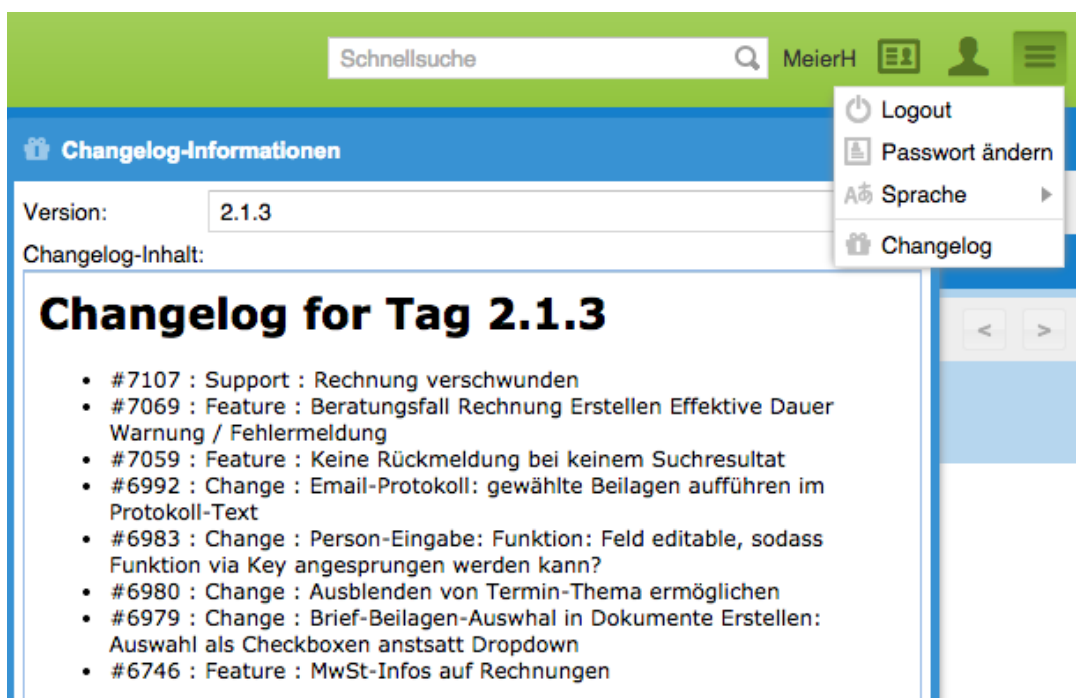 Schnellsuche
MeierH
Logout
Passwort ändern
Aあ Sprache
Changelog
Changelog-Informationen
Version: 2.1.3
Changelog-Inhalt:
Changelog for Tag 2.1.3
• #7107 : Support : Rechnung verschwunden
• #7069 : Feature : Beratungsfall Rechnung Erstellen Effektive Dauer
Warnung / Fehlermeldung
• #7059 : Feature : Keine Rückmeldung bei keinem Suchresultat
• #6992 : Change : Email-Protokoll: gewählte Beilagen aufführen im
Protokoll-Text
• #6983 : Change : Person-Eingabe: Funktion: Feld editable, sodass
Funktion via Key angesprungen werden kann?
• #6980 : Change : Ausblenden von Termin-Thema ermöglichen
• #6979 : Change : Brief-Beilagen-Auswhal in Dokumente Erstellen:
Auswahl als Checkboxen anstsatt Dropdown
• #6746 : Feature : MwSt-Infos auf Rechnungen
< >